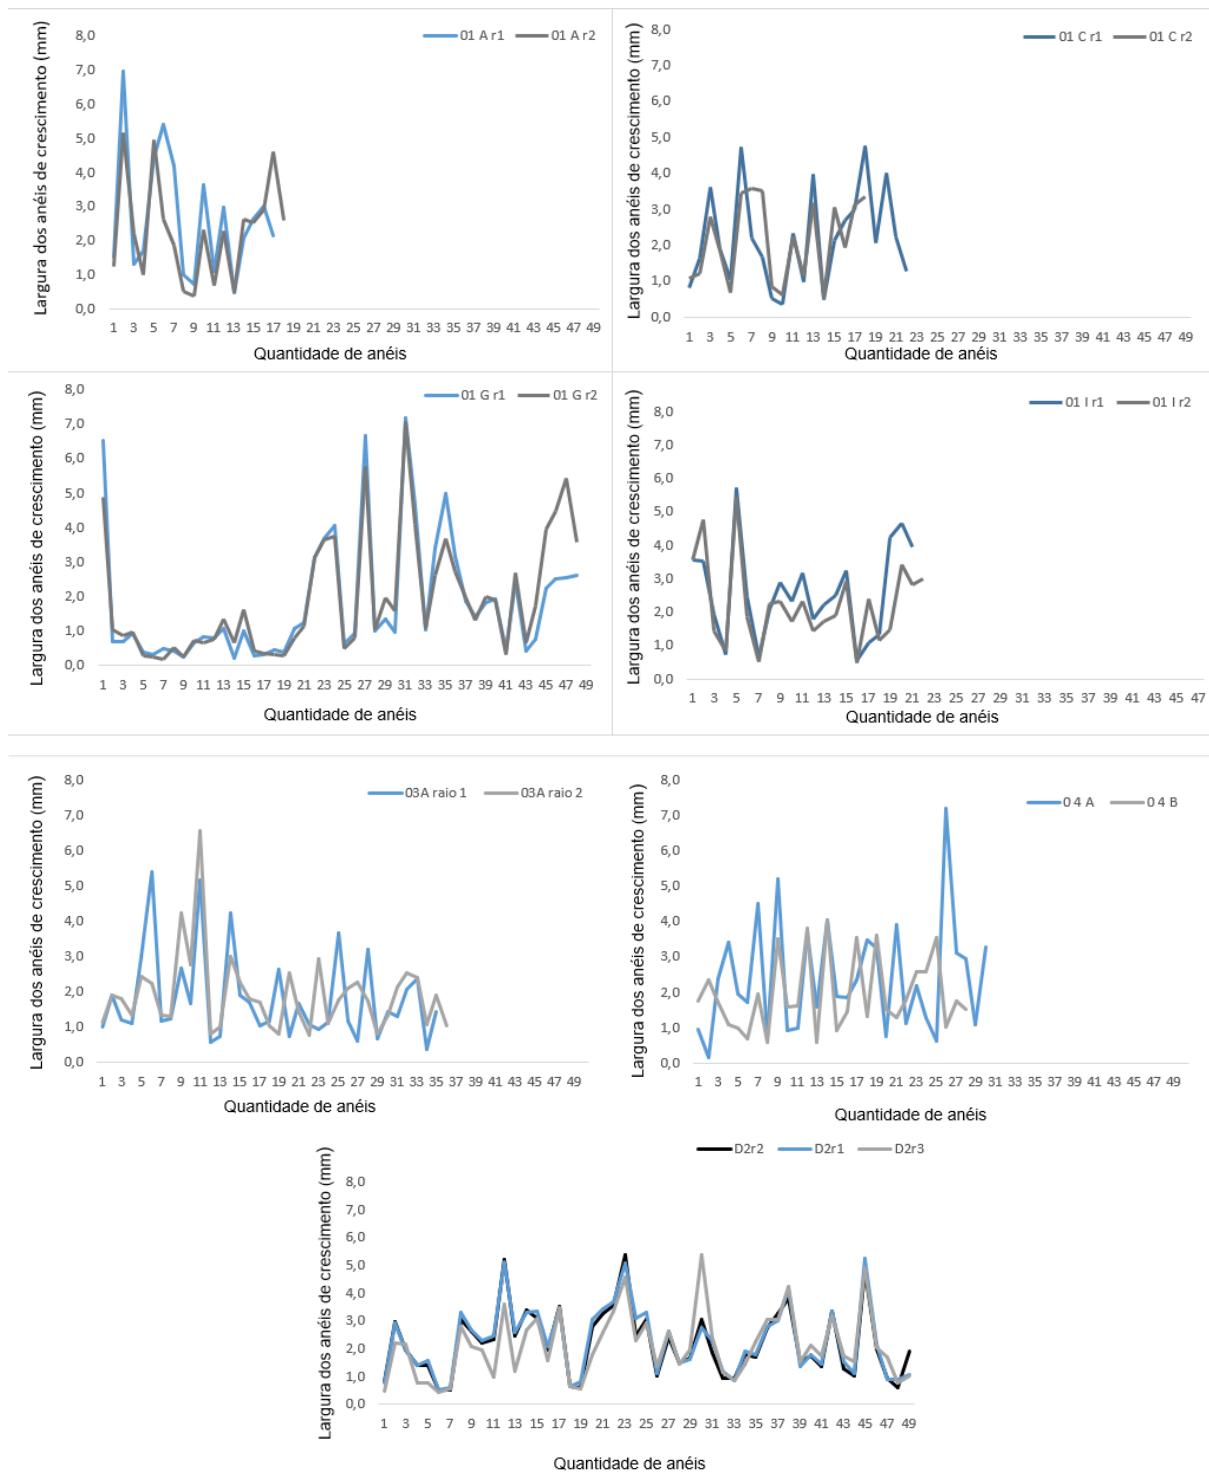 01 A r1 01 A r2
Largura dos anéis de crescimento (mm)
8,0
7,0
6,0
5,0
4,0
3,0
2,0
1,0
0,0
1 3 5 7 9 11 13 15 17 19 21 23 25 27 29 31 33 35 37 39 41 43 45 47 49
Quantidade de anéis
01 C r1 01 C r2
Largura dos anéis de crescimento (mm)
8,0
7,0
6,0
5,0
4,0
3,0
2,0
1,0
0,0
1 3 5 7 9 11 13 15 17 19 21 23 25 27 29 31 33 35 37 39 41 43 45 47 49
Quantidade de anéis
01 G r1 01 G r2
Largura dos anéis de crescimento (mm)
8,0
7,0
6,0
5,0
4,0
3,0
2,0
1,0
0,0
1 3 5 7 9 11 13 15 17 19 21 23 25 27 29 31 33 35 37 39 41 43 45 47 49
Quantidade de anéis
01 I r1 01 I r2
Largura dos anéis de crescimento (mm)
8,0
7,0
6,0
5,0
4,0
3,0
2,0
1,0
0,0
1 3 5 7 9 11 13 15 17 19 21 23 25 27 29 31 33 35 37 39 41 43 45 47
Quantidade de anéis
03A raio 1 03A raio 2
Largura dos anéis de crescimento (mm)
8,0
7,0
6,0
5,0
4,0
3,0
2,0
1,0
0,0
1 3 5 7 9 11 13 15 17 19 21 23 25 27 29 31 33 35 37 39 41 43 45 47 49
Quantidade de anéis
0 4 A 0 4 B
Largura dos anéis de crescimento (mm)
8,0
7,0
6,0
5,0
4,0
3,0
2,0
1,0
0,0
1 3 5 7 9 11 13 15 17 19 21 23 25 27 29 31 33 35 37 39 41 43 45 47 49
Quantidade de anéis
D2r2 D2r1 D2r3
Largura dos anéis de crescimento (mm)
8,0
7,0
6,0
5,0
4,0
3,0
2,0
1,0
0,0
1 3 5 7 9 11 13 15 17 19 21 23 25 27 29 31 33 35 37 39 41 43 45 47 49
Quantidade de anéis